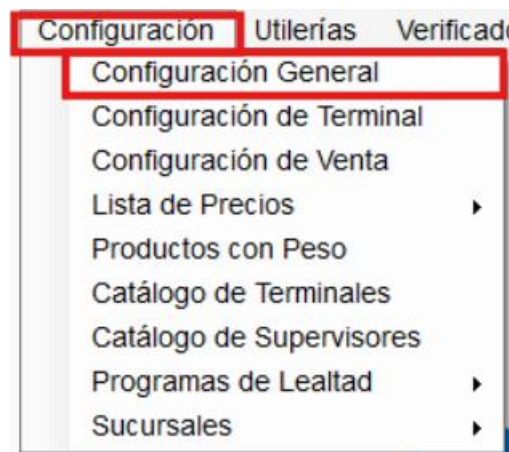 Configuración Utilerías Verificad
Configuración General
Configuración de Terminal
Configuración de Venta
Lista de Precios
Productos con Peso
Catálogo de Terminales
Catálogo de Supervisores
Programas de Lealtad
Sucursales